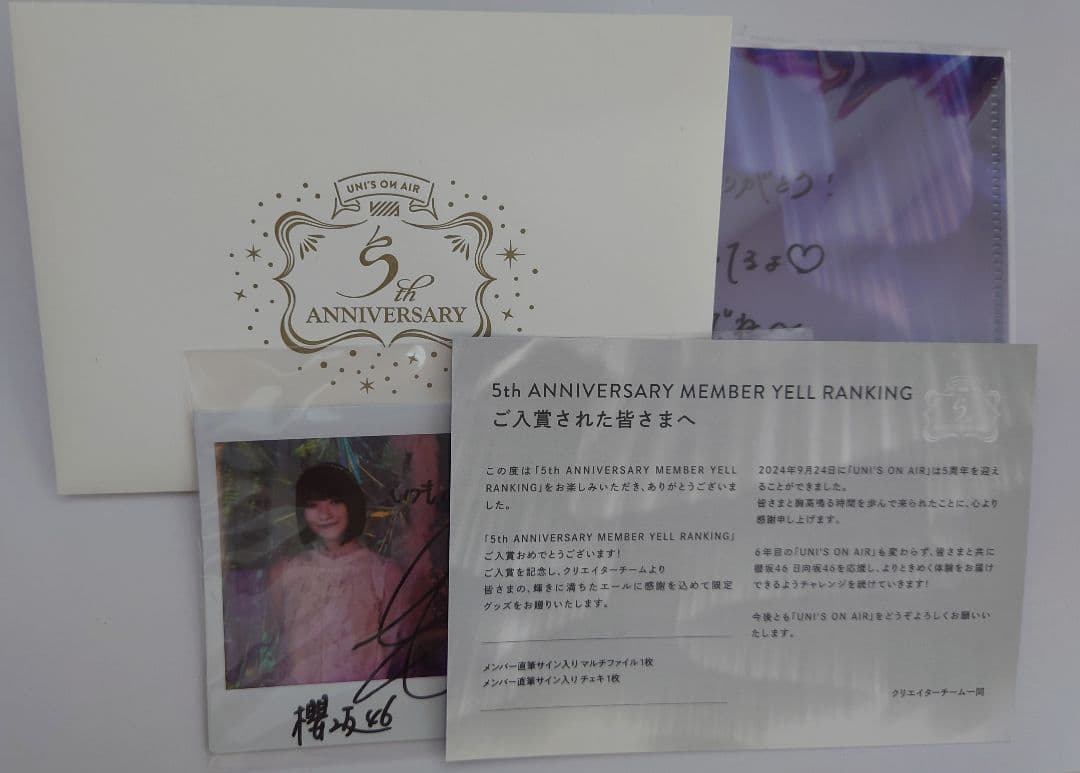 UNI'S ON AIR
5th
ANNIVERSARY
がとう!
てるよ♡
いつも
櫻坂46
5th ANNIVERSARY MEMBER YELL RANKING
ご入賞された皆さまへ
この度は「5th ANNIVERSARY MEMBER YELL
RANKING」をお楽しみいただき、ありがとうございま
した。
「5th ANNIVERSARY MEMBER YELL RANKING」
ご入賞おめでとうございます!
ご入賞を記念し、クリエイターチームより
皆さまの、輝きに満ちたエールに感謝を込めて限定
グッズをお贈りいたします。
メンバー直筆サイン入り マルチファイル 1枚
メンバー直筆サイン入り チェキ 1枚
2024年9月24日に「UNI'S ON AIR」は5周年を迎え
ることができました。
皆さまと胸高鳴る時間を歩んで来られたことに、心より
感謝申し上げます。
6年目の「UNI'S ON AIR」も変わらず、皆さまと共に
櫻坂46 日向坂46を応援し、よりときめく体験をお届け
できるようチャレンジを続けていきます!
今後とも「UNI'S ON AIR」をどうぞよろしくお願いい
たします。
クリエイターチーム一同